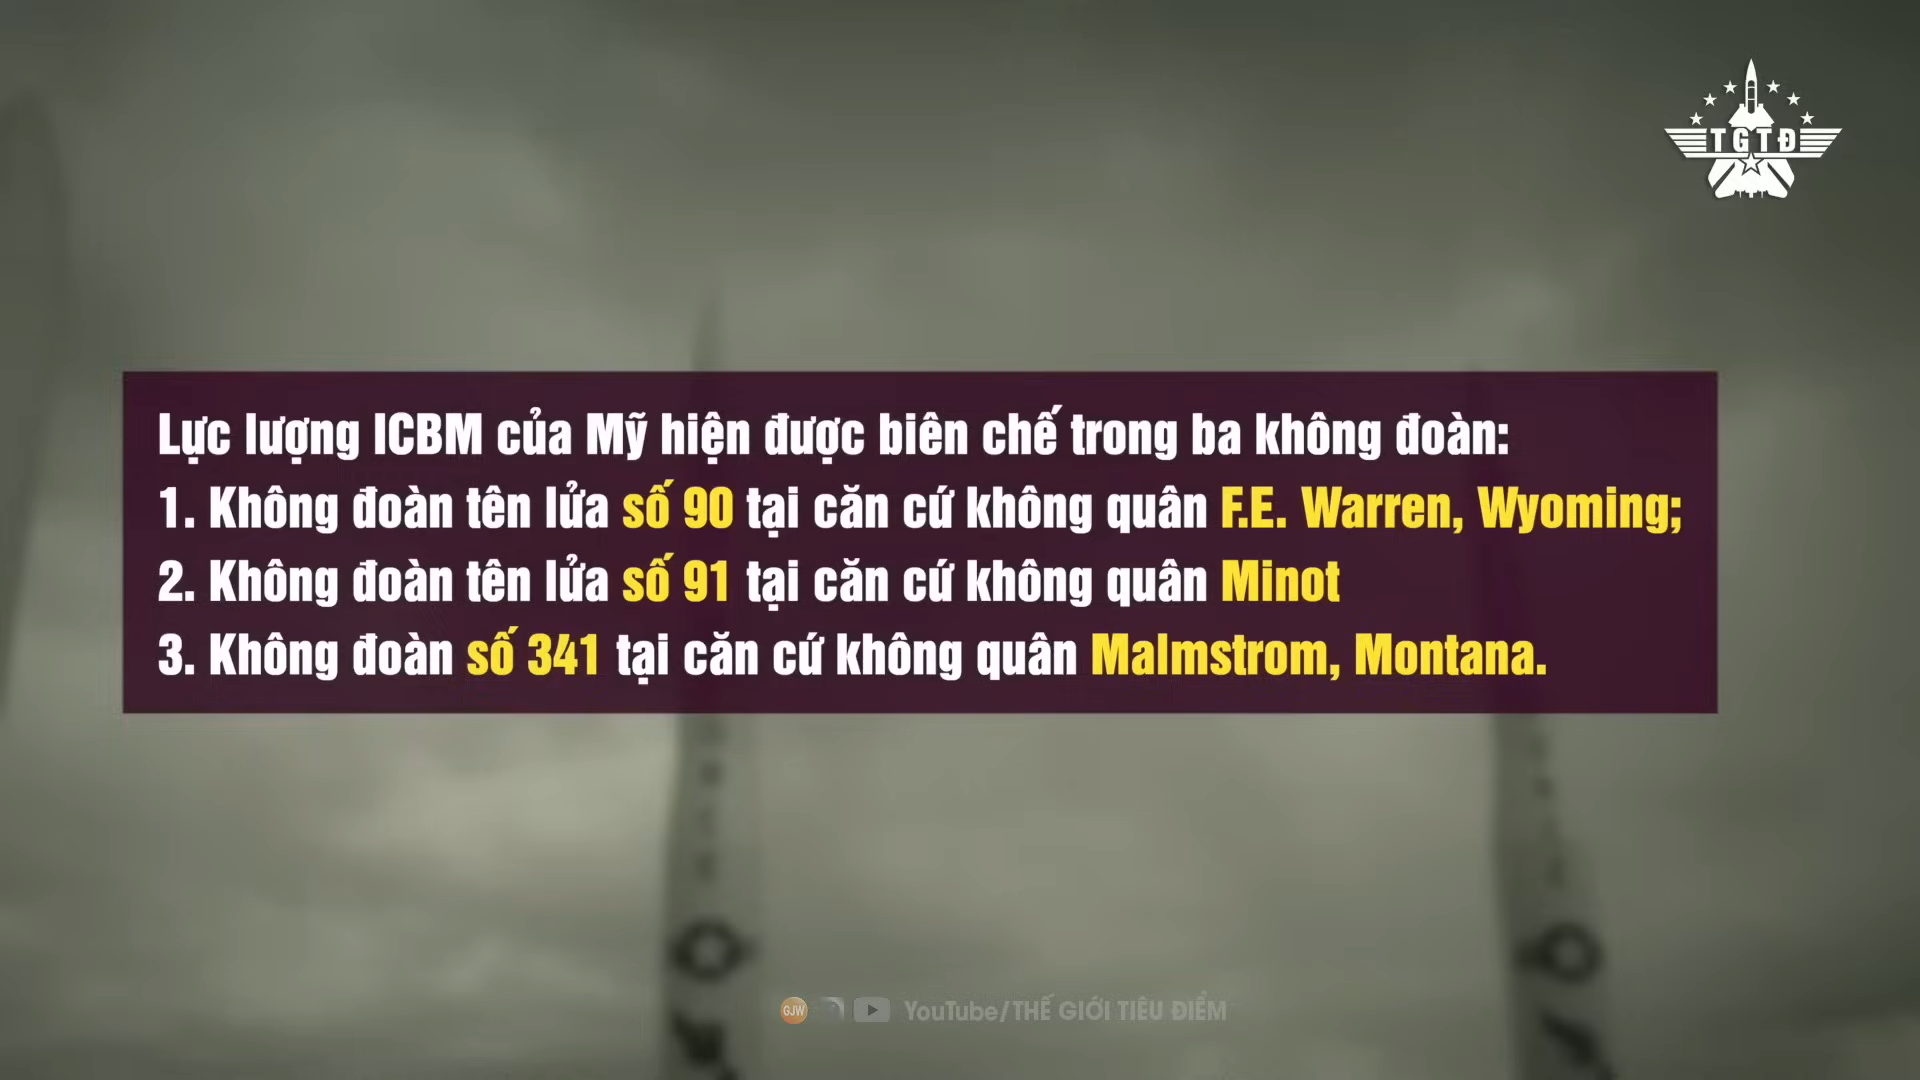 TGTĐ
Lực lượng ICBM của Mỹ hiện được biên chế trong ba không đoàn:
1. Không đoàn tên lửa số 90 tại căn cứ không quân F.E. Warren, Wyoming;
2. Không đoàn tên lửa số 91 tại căn cứ không quân Minot
3. Không đoàn số 341 tại căn cứ không quân Malmstrom, Montana.
GJW YouTube/THẾ GIỚI TIÊU ĐIỂM